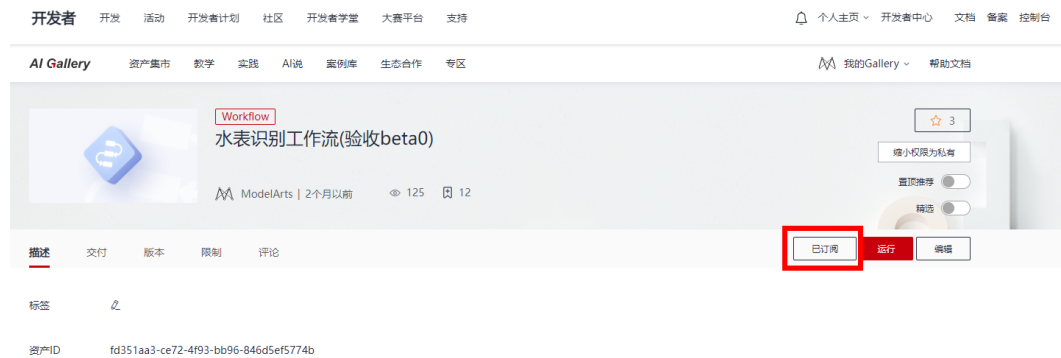 开发者 开发 活动 开发者计划 社区 开发者学堂 大赛平台 支持 个人主页 开发者中心 文档 备案 控制台
AI Gallery 资产集市 教学 实践 AI说 案例库 生态合作 专区 我的Gallery 帮助文档
Workflow
水表识别工作流(验收beta0)
ModelArts | 2个月以前 125 12
3
缩小权限为私有
置顶推荐
精选
描述 交付 版本 限制 评论 已订阅 运行 编辑
标签
资产ID fd351aa3-ce72-4f93-bb96-846d5ef5774b